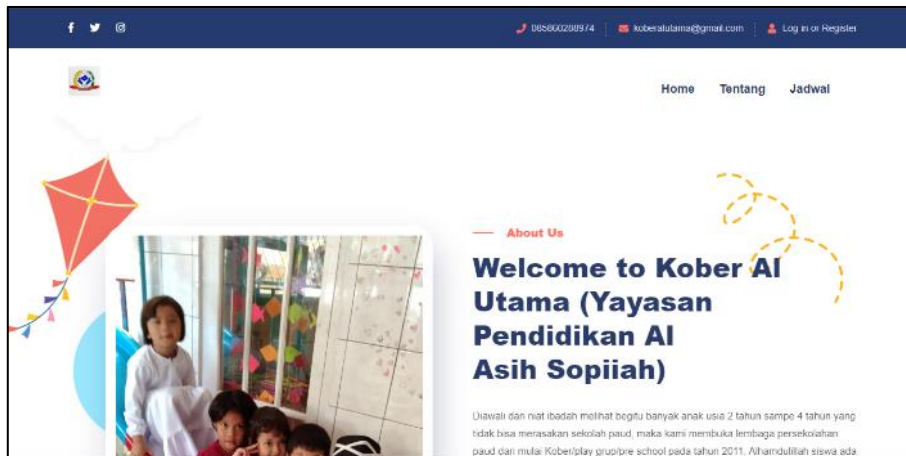 085860288974 koberalutama@gmail.com Log in or Register
Home Tentang Jadwal
About Us
Welcome to Kober Al
Utama (Yayasan
Pendidikan Al
Asih Sopiiah)
Diawali dari niat ibadah melihat begitu banyak anak usia 2 tahun sampe 4 tahun yang
tidak bisa merasakan sekolah paud, maka kami membuka lembaga persekolahan
paud dari mulai Kober/play grup/pre school pada tahun 2011. Alhamdulillah siswa ada